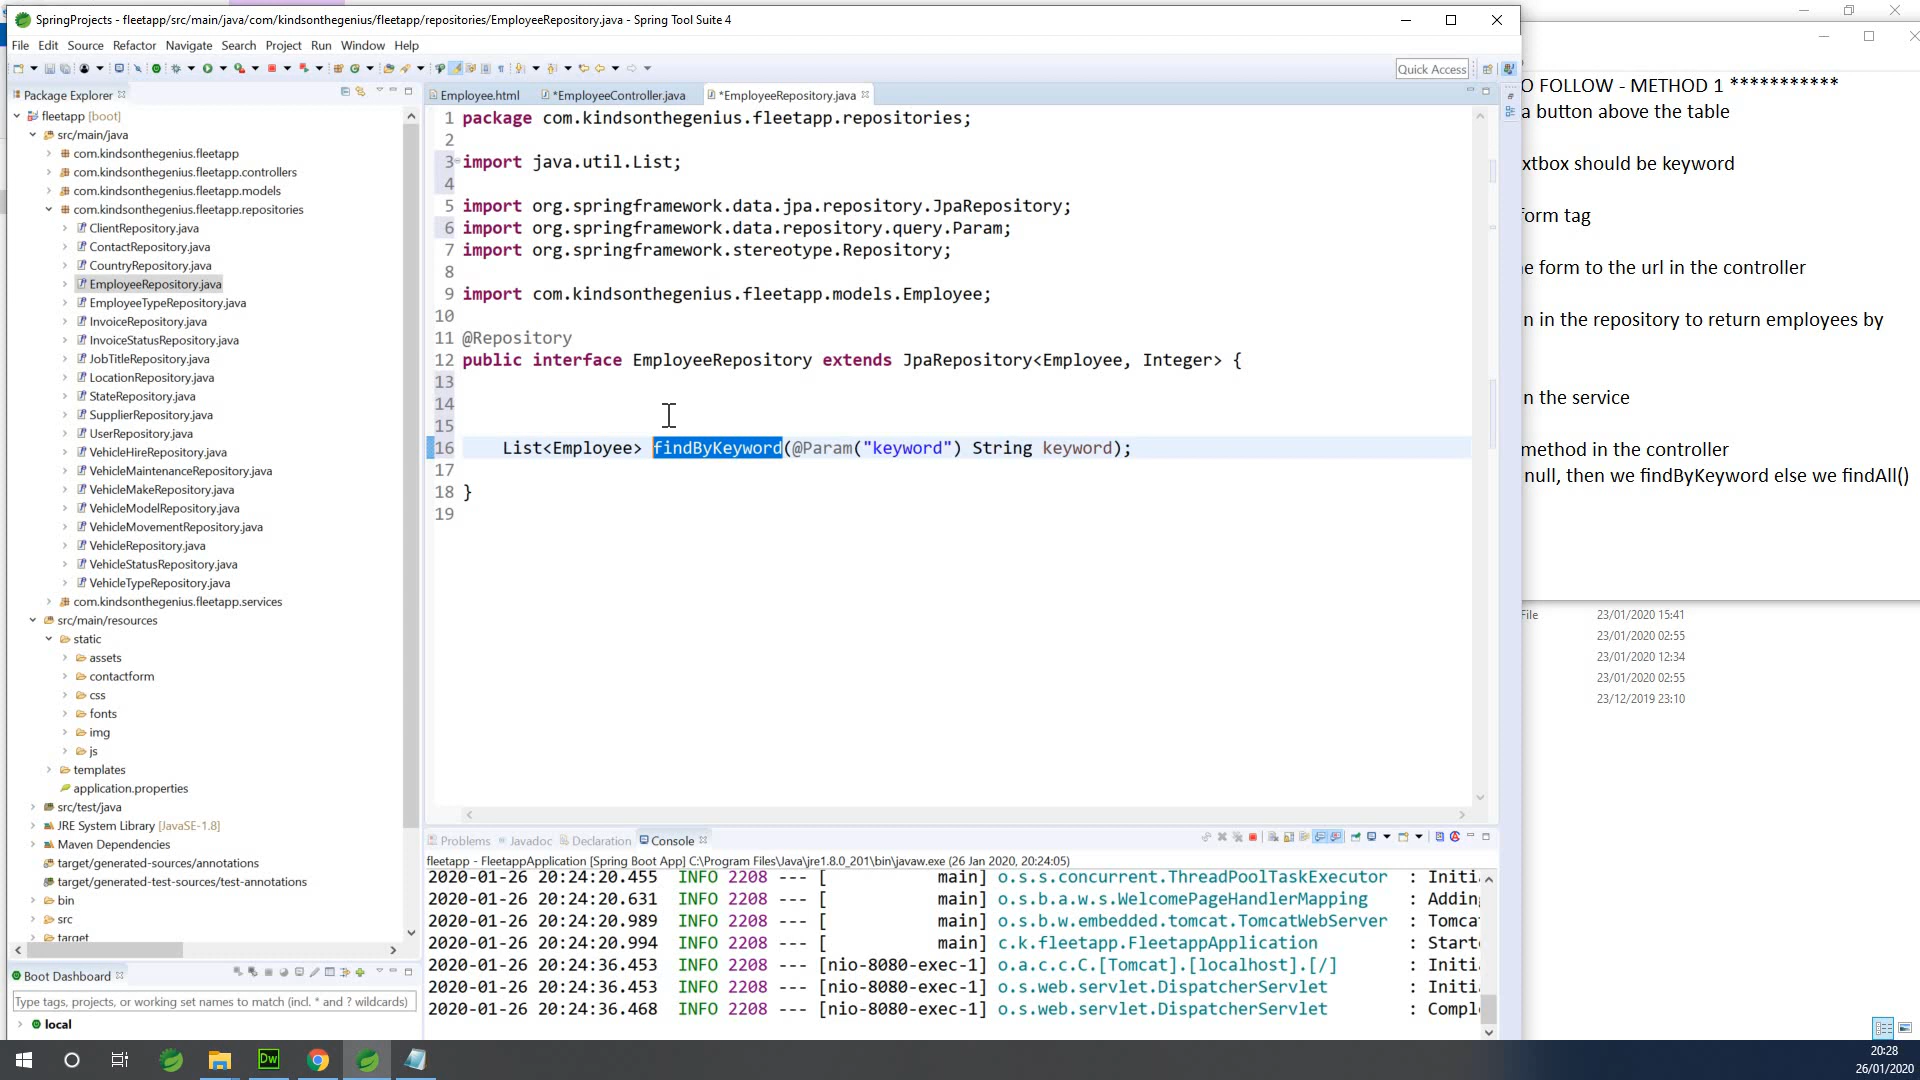 SpringProjects - fleetapp/src/main/java/com/kindsonthegenius/fleetapp/repositories/EmployeeRepository.java - Spring Tool Suite 4
File Edit Source Refactor Navigate Search Project Run Window Help
Quick Access
Package Explorer
fleetapp [boot]
src/main/java
com.kindsonthegenius.fleetapp
com.kindsonthegenius.fleetapp.controllers
com.kindsonthegenius.fleetapp.models
com.kindsonthegenius.fleetapp.repositories
ClientRepository.java
ContactRepository.java
CountryRepository.java
EmployeeRepository.java
EmployeeTypeRepository.java
InvoiceRepository.java
InvoiceStatusRepository.java
JobTitleRepository.java
LocationRepository.java
StateRepository.java
SupplierRepository.java
UserRepository.java
VehicleHireRepository.java
VehicleMaintenanceRepository.java
VehicleMakeRepository.java
VehicleModelRepository.java
VehicleMovementRepository.java
VehicleRepository.java
VehicleStatusRepository.java
VehicleTypeRepository.java
com.kindsonthegenius.fleetapp.services
src/main/resources
static
assets
contactform
css
fonts
img
js
templates
application.properties
src/test/java
JRE System Library [JavaSE-1.8]
Maven Dependencies
target/generated-sources/annotations
target/generated-test-sources/test-annotations
bin
src
target
Boot Dashboard
Type tags, projects, or working set names to match (incl. * and ? wildcards)
local
Employee.html *EmployeeController.java *EmployeeRepository.java
1 package com.kindsonthegenius.fleetapp.repositories;
2
3 import java.util.List;
4
5 import org.springframework.data.jpa.repository.JpaRepository;
6 import org.springframework.data.repository.query.Param;
7 import org.springframework.stereotype.Repository;
8
9 import com.kindsonthegenius.fleetapp.models.Employee;
10
11 @Repository
12 public interface EmployeeRepository extends JpaRepository<Employee, Integer> {
13
14
15
16 List<Employee> findByKeyword(@Param("keyword") String keyword);
17
18 }
19
Problems Javadoc Declaration Console
fleetapp - FleetappApplication [Spring Boot App] C:\Program Files\Java\jre1.8.0_201\bin\javaw.exe (26 Jan 2020, 20:24:05)
2020-01-26 20:24:20.455 INFO 2208 --- [ main] o.s.s.concurrent.ThreadPoolTaskExecutor : Initi
2020-01-26 20:24:20.631 INFO 2208 --- [ main] o.s.b.a.w.s.WelcomePageHandlerMapping : Adding
2020-01-26 20:24:20.989 INFO 2208 --- [ main] o.s.b.w.embedded.tomcat.TomcatWebServer : Tomca
2020-01-26 20:24:20.994 INFO 2208 --- [ main] c.k.fleetapp.FleetappApplication : Start
2020-01-26 20:24:36.453 INFO 2208 --- [nio-8080-exec-1] o.a.c.c.C.[Tomcat].[localhost].[/] : Initi
2020-01-26 20:24:36.453 INFO 2208 --- [nio-8080-exec-1] o.s.web.servlet.DispatcherServlet : Initi
2020-01-26 20:24:36.468 INFO 2208 --- [nio-8080-exec-1] o.s.web.servlet.DispatcherServlet : Compl
O FOLLOW - METHOD 1 ***********
a button above the table
xtbox should be keyword
form tag
e form to the url in the controller
n in the repository to return employees by
n the service
method in the controller
null, then we findByKeyword else we findAll()
File 23/01/2020 15:41
23/01/2020 02:55
23/01/2020 12:34
23/01/2020 02:55
23/12/2019 23:10
Dw
20:28
26/01/2020